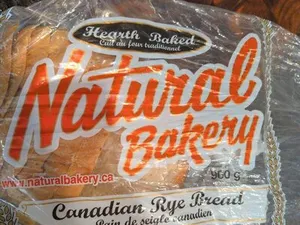 Hearth Baked
Cuit au four traditionnel
Natural
Bakery
900 g
www.naturalbakery.ca
Canadian Rye Bread
Pain de seigle canadien